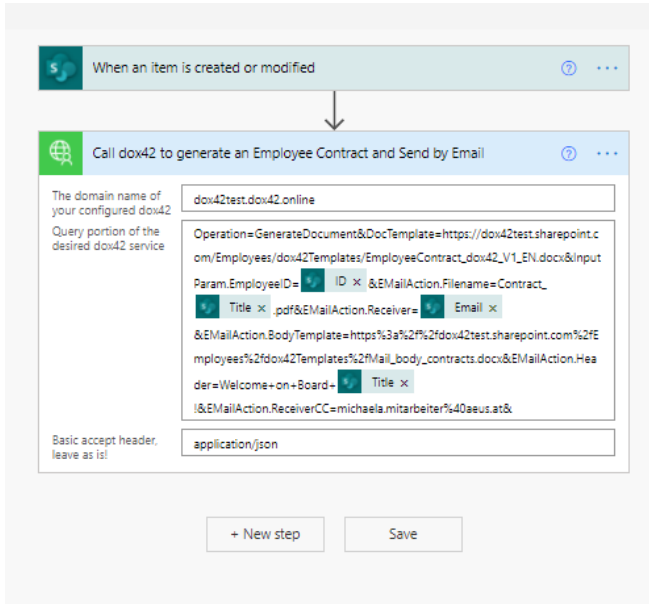 When an item is created or modified
Call dox42 to generate an Employee Contract and Send by Email
The domain name of
your configured dox42
dox42test.dox42.online
Query portion of the
desired dox42 service
Operation=GenerateDocument&DocTemplate=https://dox42test.sharepoint.c
om/Employees/dox42Templates/EmployeeContract_dox42_V1_EN.docx&Input
Param.EmployeeID= ID × &EMailAction.Filename=Contract_
Title × .pdf&EMailAction.Receiver= Email ×
&EMailAction.BodyTemplate=https%3a%2f%2fdox42test.sharepoint.com%2fE
mployees%2fdox42Templates%2fMail_body_contracts.docx&EMailAction.Hea
der=Welcome+on+Board+ Title ×
!&EMailAction.ReceiverCC=michaela.mitarbeiter%40aeus.at&
Basic accept header,
leave as is!
application/json
+ New step
Save